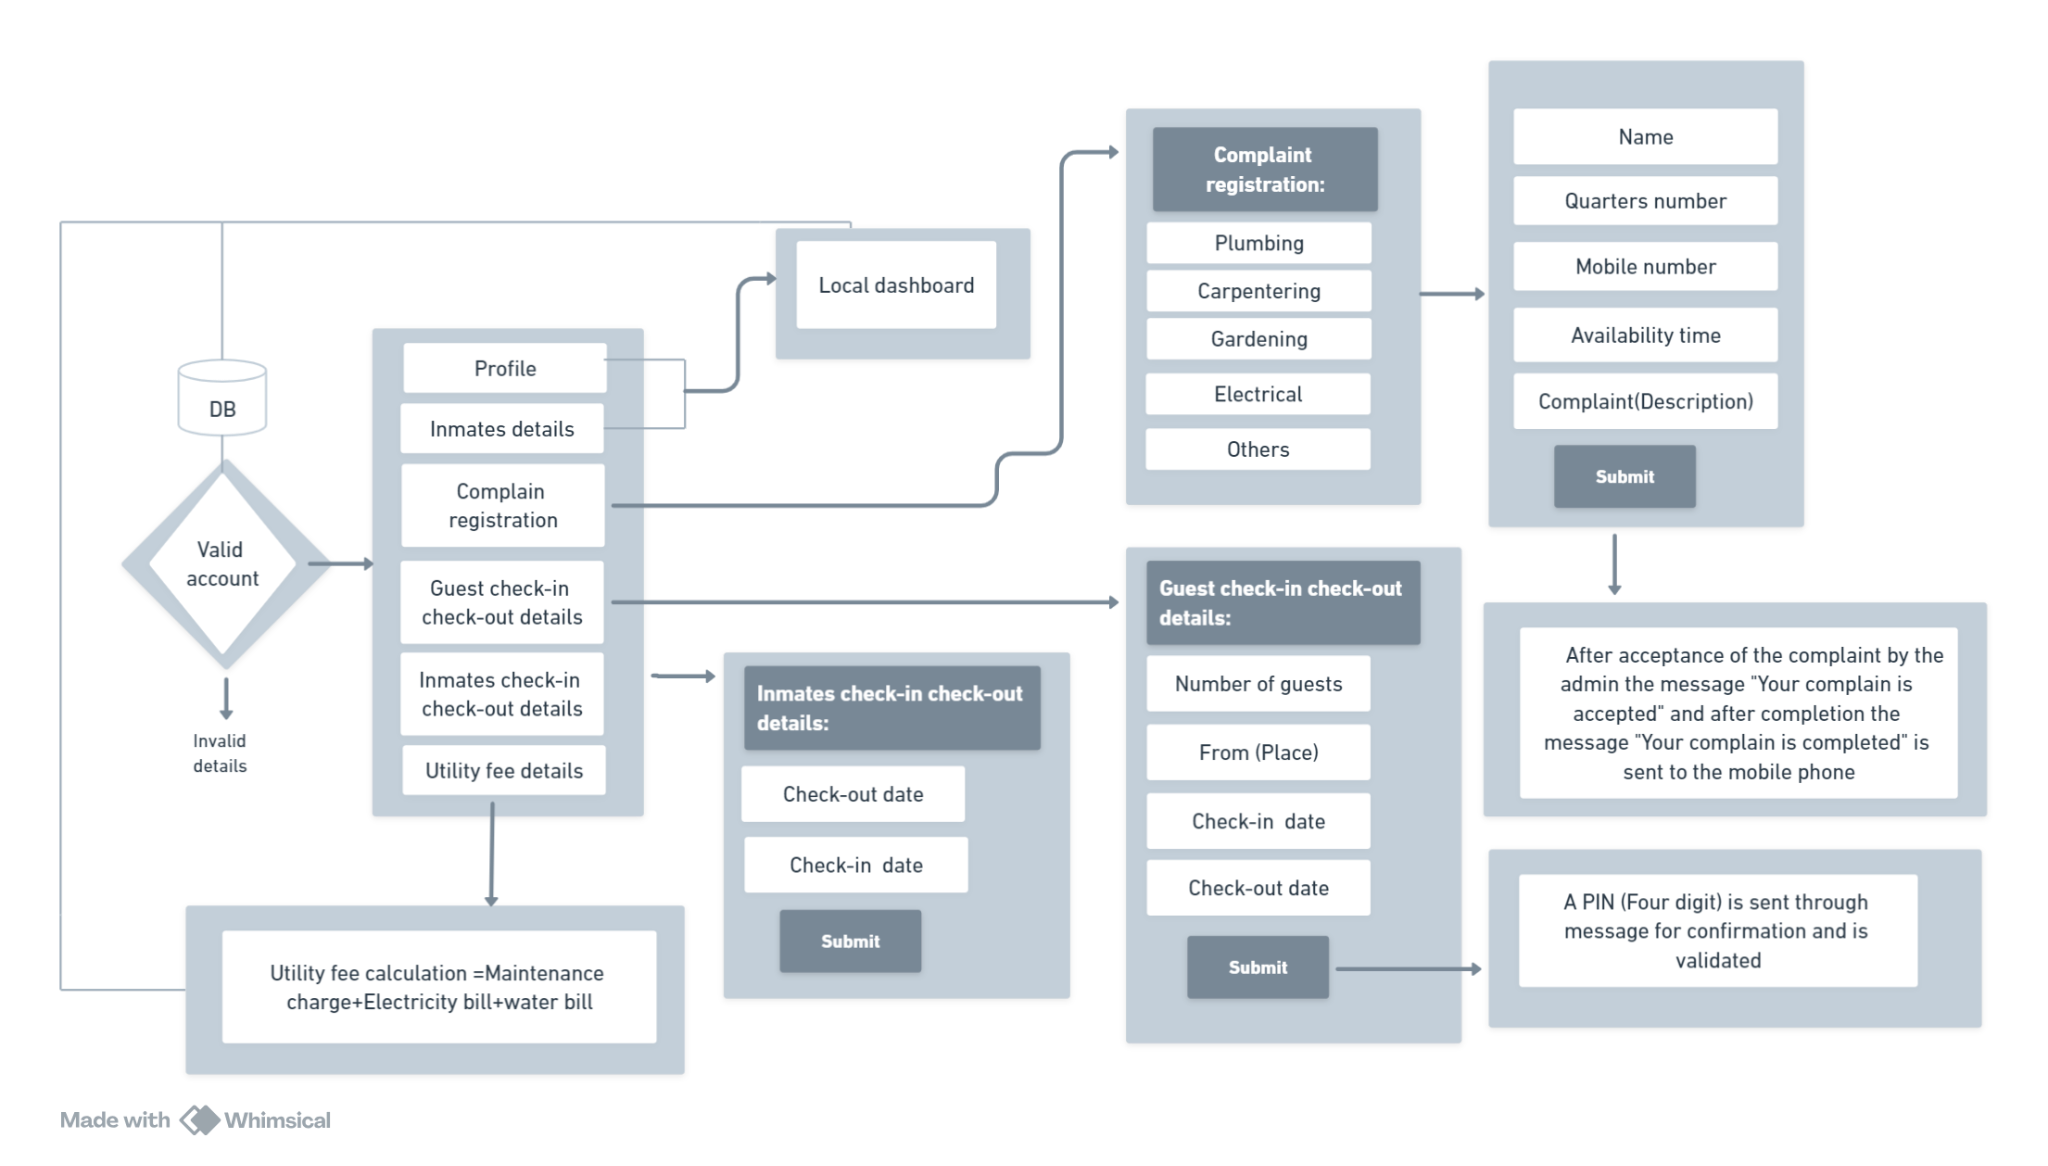 DB
Valid
account
Invalid
details
Profile
Inmates details
Complain
registration
Guest check-in
check-out details
Inmates check-in
check-out details
Utility fee details
Utility fee calculation =Maintenance
charge+Electricity bill+water bill
Local dashboard
Inmates check-in check-out
details:
Check-out date
Check-in  date
Submit
Complaint
registration:
Plumbing
Carpentering
Gardening
Electrical
Others
Guest check-in check-out
details:
Number of guests
From (Place)
Check-in  date
Check-out date
Submit
Name
Quarters number
Mobile number
Availability time
Complaint(Description)
Submit
After acceptance of the complaint by the
admin the message "Your complain is
accepted" and after completion the
message "Your complain is completed" is
sent to the mobile phone
A PIN (Four digit) is sent through
message for confirmation and is
validated
Made with Whimsical